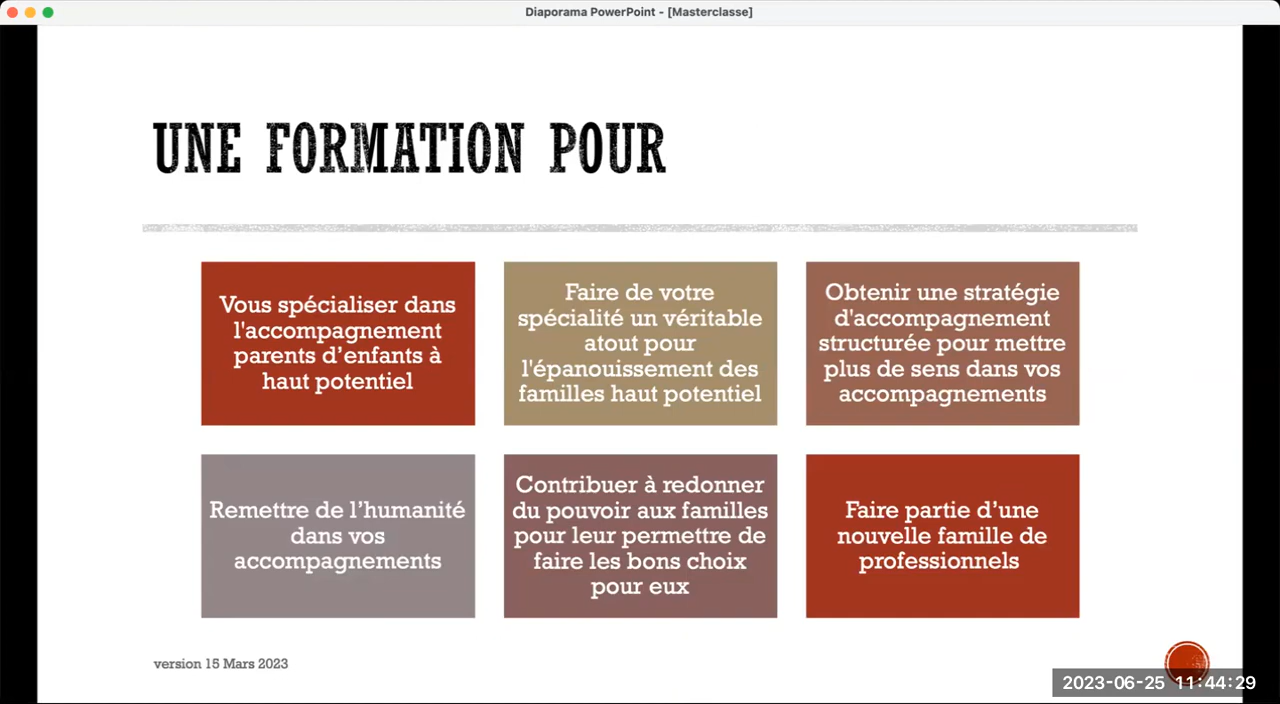 Diaporama PowerPoint - [Masterclasse]
UNE FORMATION POUR
Vous spécialiser dans
l'accompagnement
parents d’enfants à
haut potentiel
Faire de votre
spécialité un véritable
atout pour
l'épanouissement des
familles haut potentiel
Obtenir une stratégie
d'accompagnement
structurée pour mettre
plus de sens dans vos
accompagnements
Remettre de l’humanité
dans vos
accompagnements
Contribuer à redonner
du pouvoir aux familles
pour leur permettre de
faire les bons choix
pour eux
Faire partie d’une
nouvelle famille de
professionnels
version 15 Mars 2023
2023-06-25 11:44:29